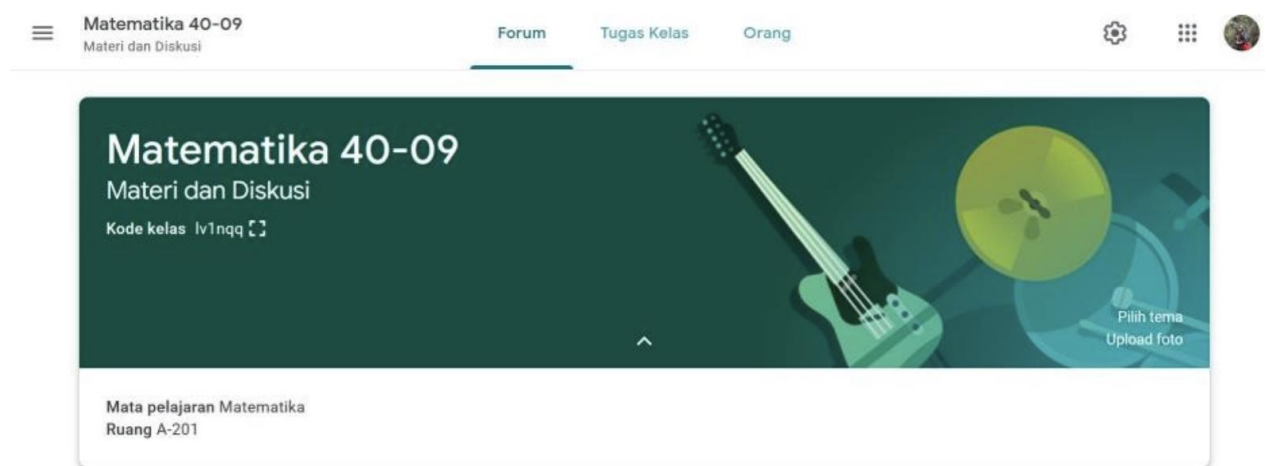 Matematika 40-09
Materi dan Diskusi
Forum Tugas Kelas Orang
Matematika 40-09
Materi dan Diskusi
Kode kelas lv1nqq
Pilih tema
Upload foto
Mata pelajaran Matematika
Ruang A-201